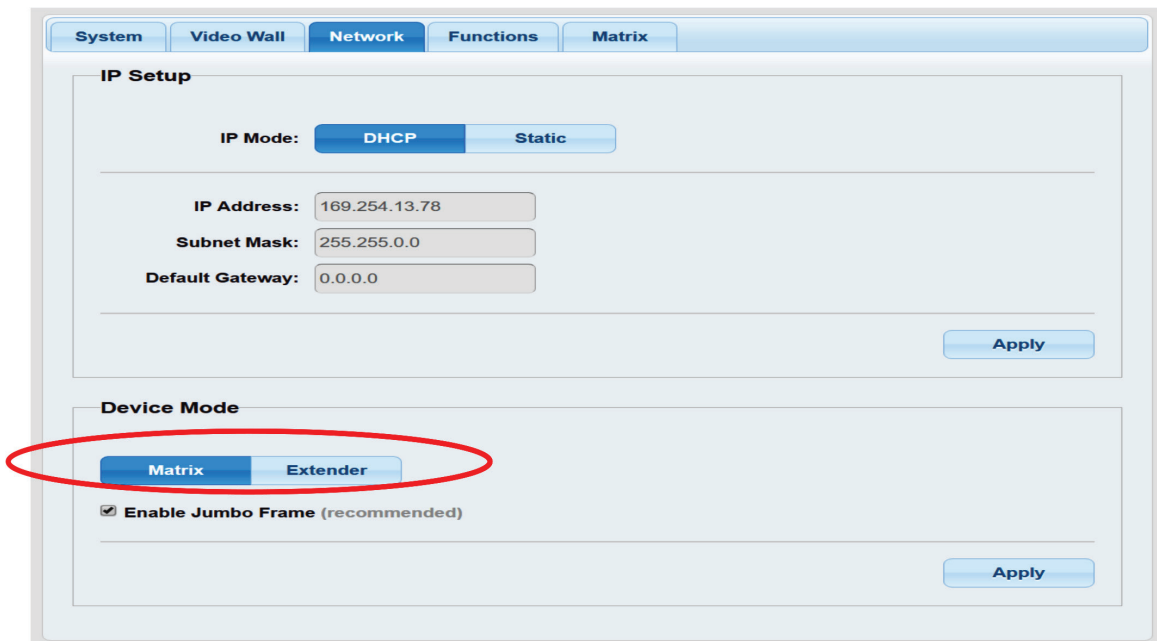 System Video Wall Network Functions Matrix
IP Setup
IP Mode: DHCP Static
IP Address: 169.254.13.78
Subnet Mask: 255.255.0.0
Default Gateway: 0.0.0.0
Apply
Device Mode
Matrix Extender
Enable Jumbo Frame (recommended)
Apply